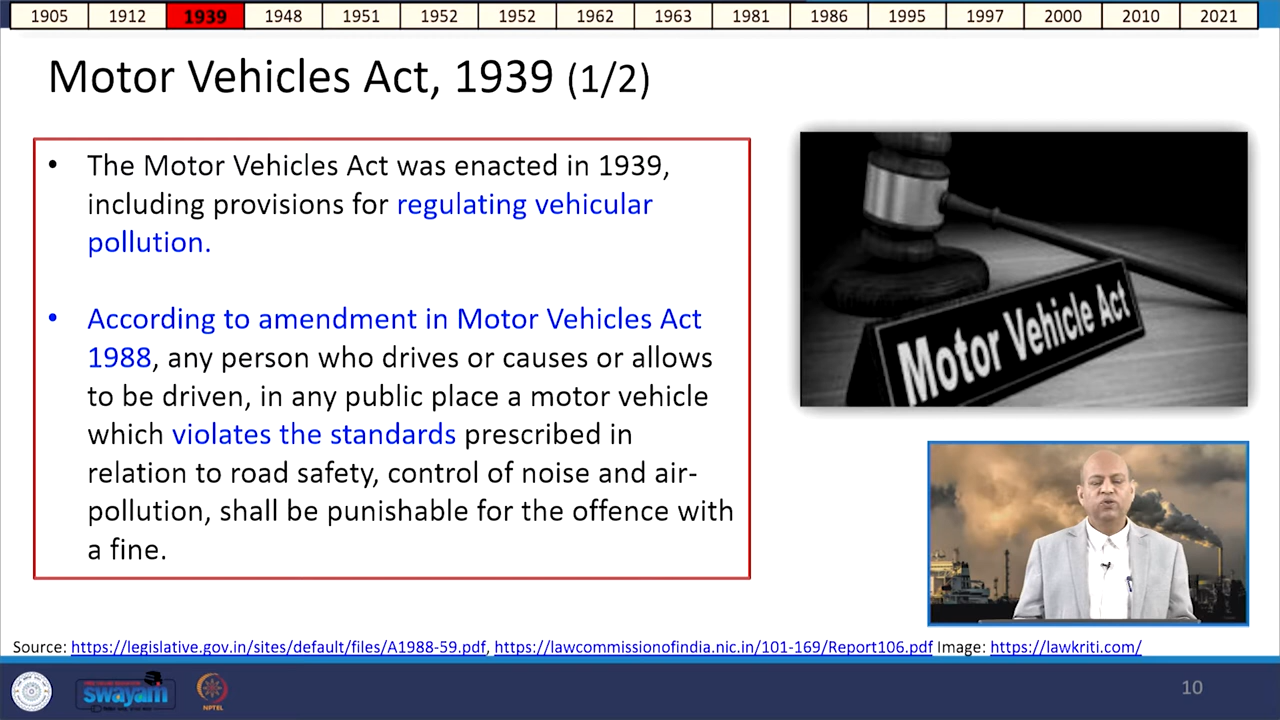 1905 1912 1939 1948 1951 1952 1952 1962 1963 1981 1986 1995 1997 2000 2010 2021
Motor Vehicles Act, 1939 (1/2)
• The Motor Vehicles Act was enacted in 1939,
including provisions for regulating vehicular
pollution.
• According to amendment in Motor Vehicles Act
1988, any person who drives or causes or allows
to be driven, in any public place a motor vehicle
which violates the standards prescribed in
relation to road safety, control of noise and air-
pollution, shall be punishable for the offence with
a fine.
Motor Vehicle Act
Source: https://legislative.gov.in/sites/default/files/A1988-59.pdf, https://lawcommissionofindia.nic.in/101-169/Report106.pdf Image: https://lawkriti.com/
swayam
NPTEL
10